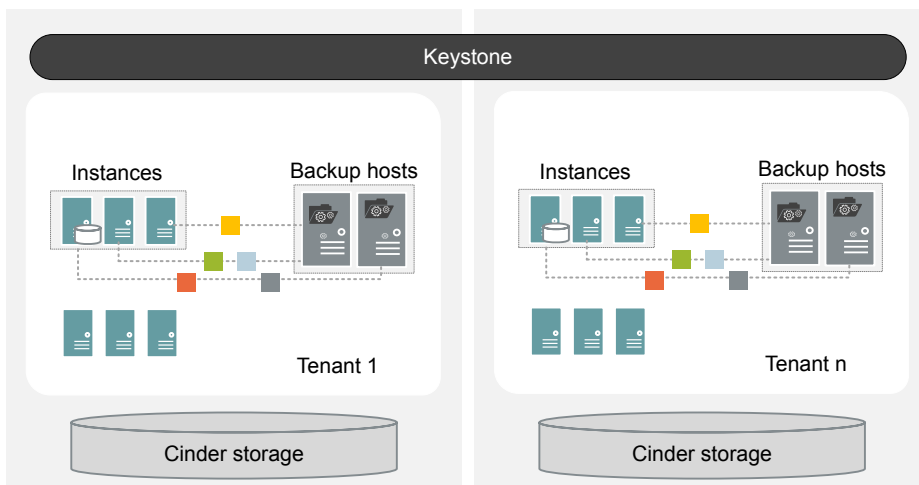 Keystone
Instances
Backup hosts
Tenant 1
Cinder storage
Instances
Backup hosts
Tenant n
Cinder storage